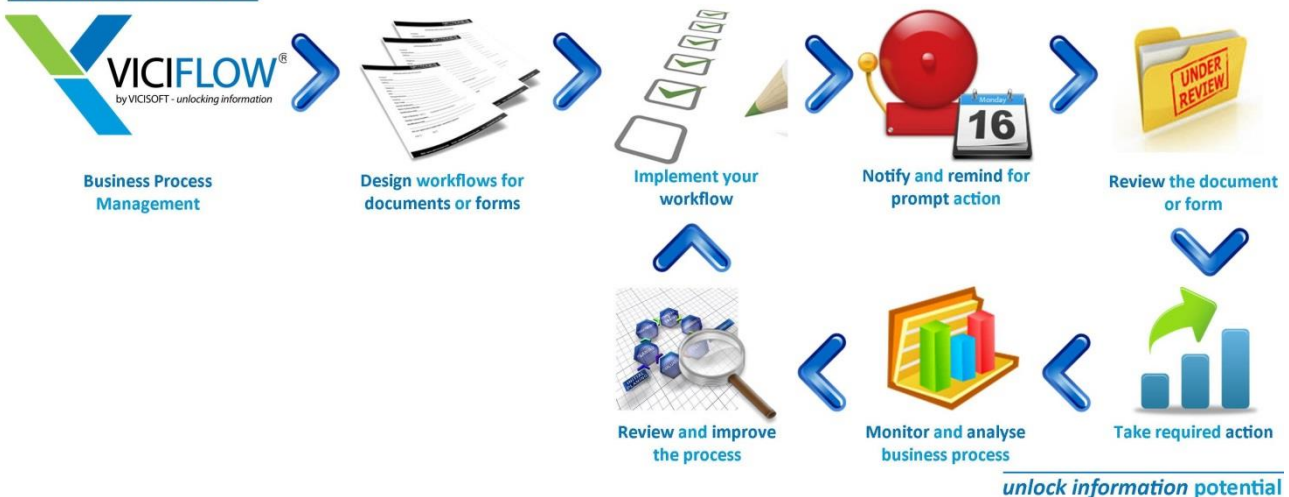 VICIFLOW®
by VICISOFT - unlocking information
Business Process
Management
Design workflows for
documents or forms
Implement your
workflow
Monday
16
Notify and remind for
prompt action
UNDER
REVIEW
Review the document
or form
Review and improve
the process
Monitor and analyse
business process
Take required action
unlock information potential